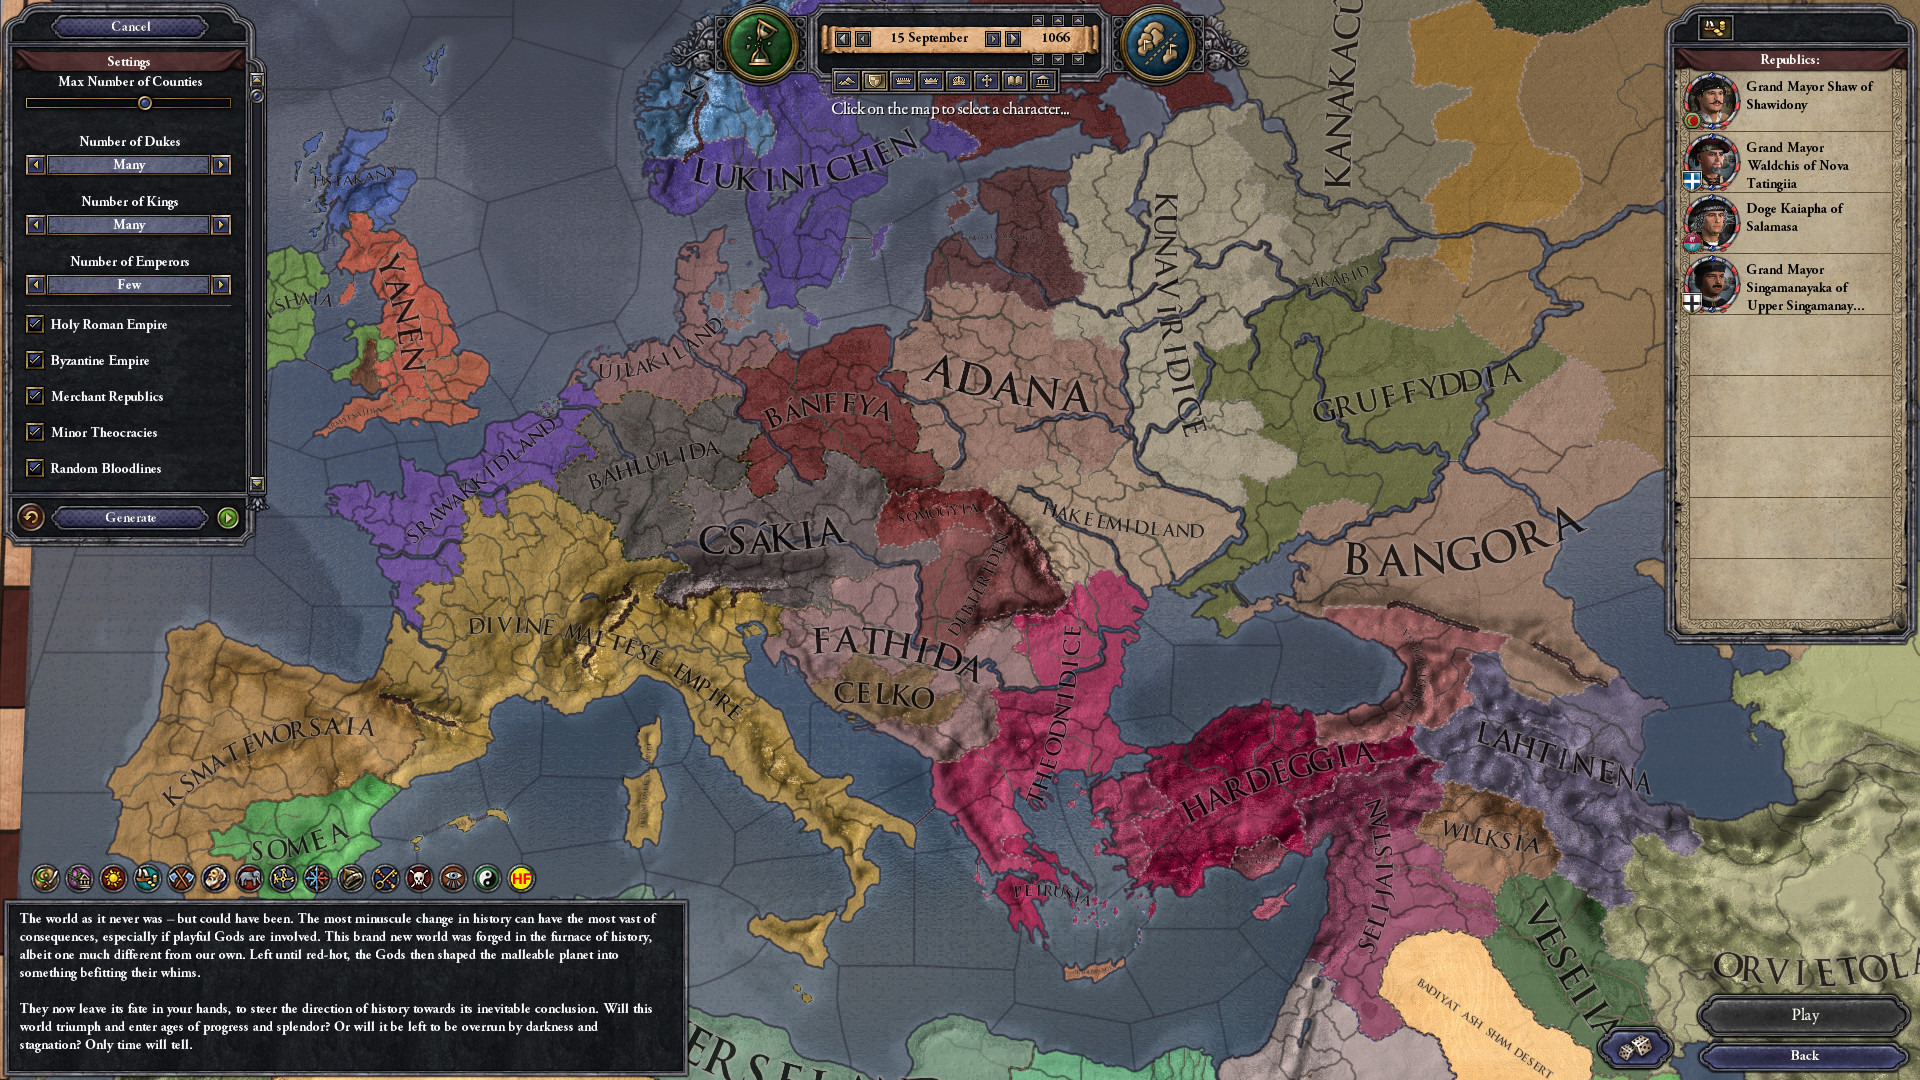 Cancel
Settings
Max Number of Counties
Number of Dukes
Many
Number of Kings
Many
Number of Emperors
Few
Holy Roman Empire
Byzantine Empire
Merchant Republics
Minor Theocracies
Random Bloodlines
Generate
15 September
1066
Click on the map to select a character...
Republics:
Grand Mayor Shaw of
Shawidony
Grand Mayor
Waldchis of Nova
Tatingiia
Doge Kaiapha of
Salamasa
Grand Mayor
Singamanayaka of
Upper Singamanay...
LUKINICHEN
KANAKACU
KUNAVÍRIDICE
AKABID
YANEN
UJLAKILAND
BÁNFFYA
ADANA
GRUFFYDDIA
SRAWAKKIDLAND
BAHLULIDA
CSÁKIA
SOMOGYIA
HAKEEMIDLAND
BANGORA
DIVINE MALTESE EMPIRE
FATHIDA
CELKO
THEODNIDICE
KSMATEWORSAIA
SOMEA
HARDEGGIA
LAHTINENA
WILKSIA
SELIJAISTAN
PETRUSIA
VESEIIA
ORVIETOLA
BADIYAT ASH SHAM DESERT
HF
The world as it never was – but could have been. The most minuscule change in history can have the most vast of
consequences, especially if playful Gods are involved. This brand new world was forged in the furnace of history,
albeit one much different from our own. Left until red-hot, the Gods then shaped the malleable planet into
something befitting their whims.
They now leave its fate in your hands, to steer the direction of history towards its inevitable conclusion. Will this
world triumph and enter ages of progress and splendor? Or will it be left to be overrun by darkness and
stagnation? Only time will tell.
Play
Back